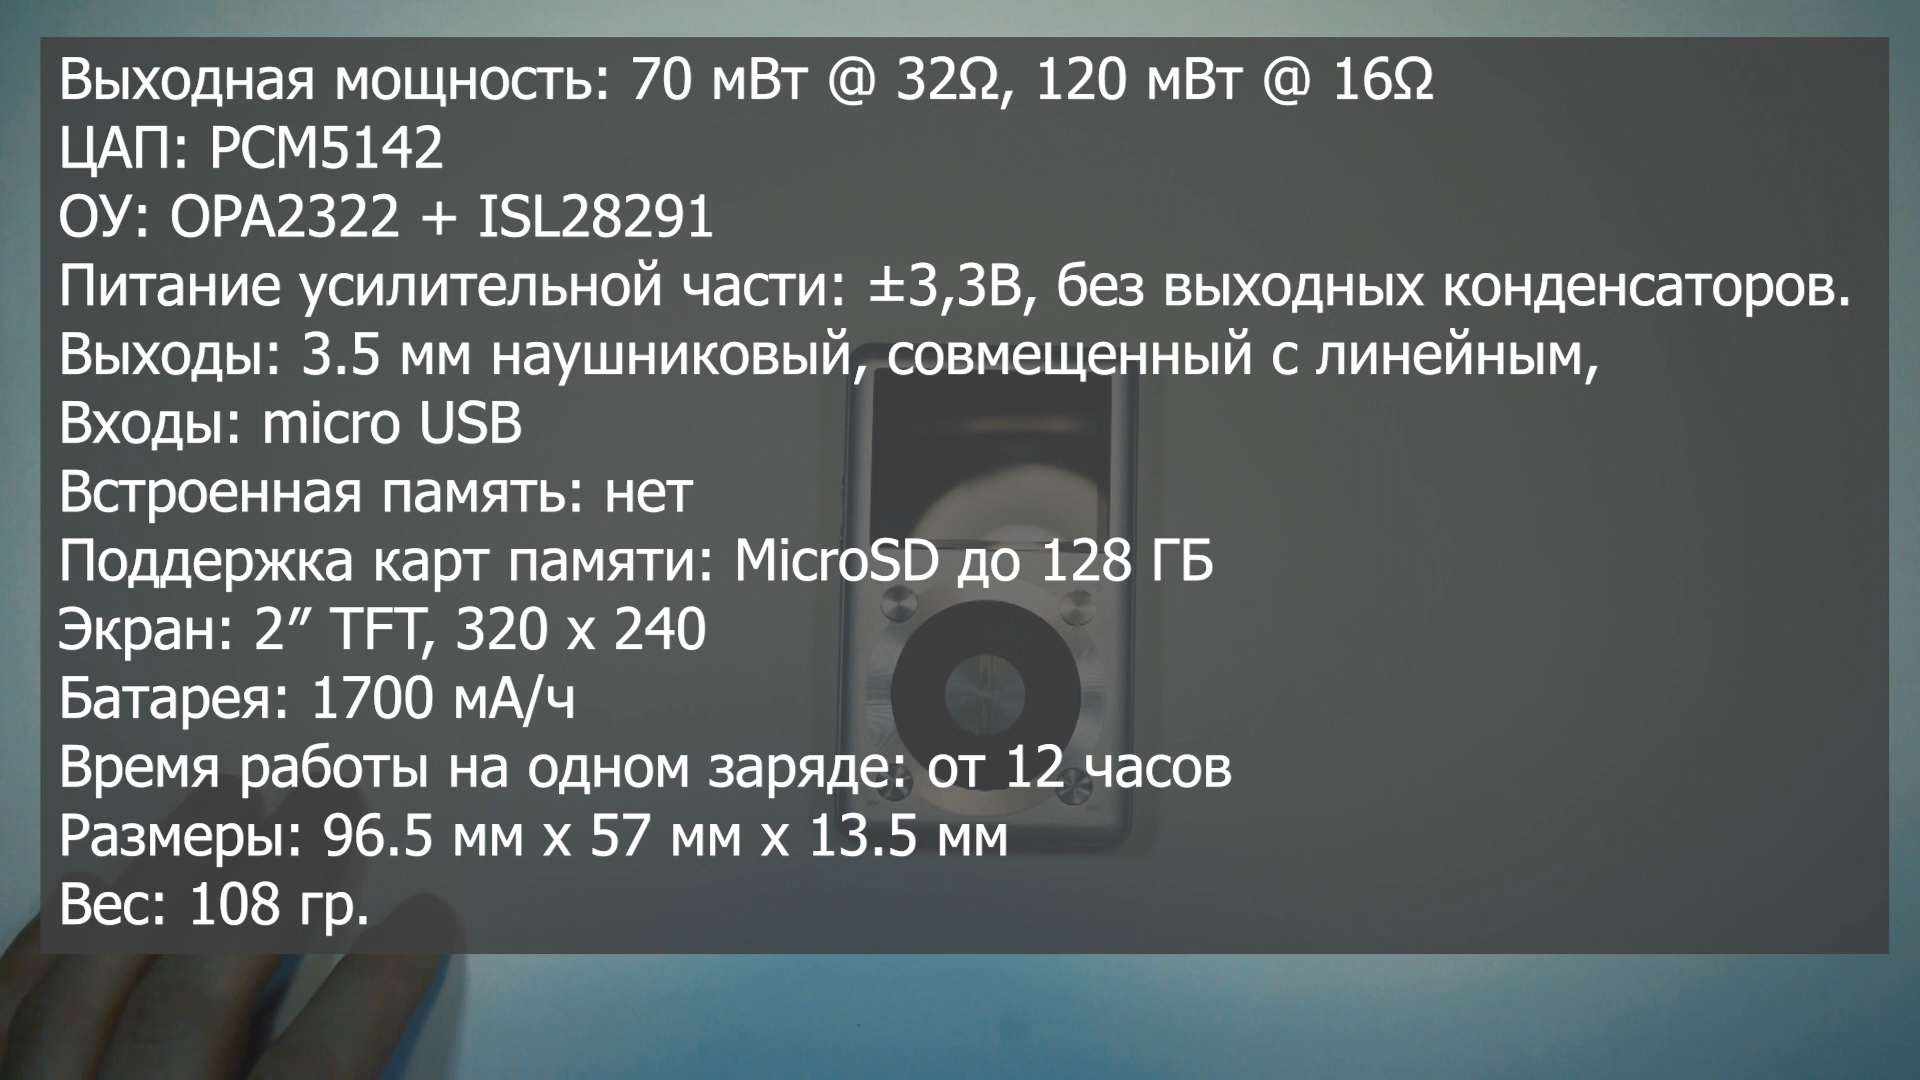 Выходная мощность: 70 мВт @ 32Ω, 120 мВт @ 16Ω
ЦАП: PCM5142
ОУ: OPA2322 + ISL28291
Питание усилительной части: ±3,3В, без выходных конденсаторов.
Выходы: 3.5 мм наушниковый, совмещенный с линейным,
Входы: micro USB
Встроенная память: нет
Поддержка карт памяти: MicroSD до 128 ГБ
Экран: 2″ TFT, 320 x 240
Батарея: 1700 мА/ч
Время работы на одном заряде: от 12 часов
Размеры: 96.5 мм x 57 мм x 13.5 мм
Вес: 108 гр.